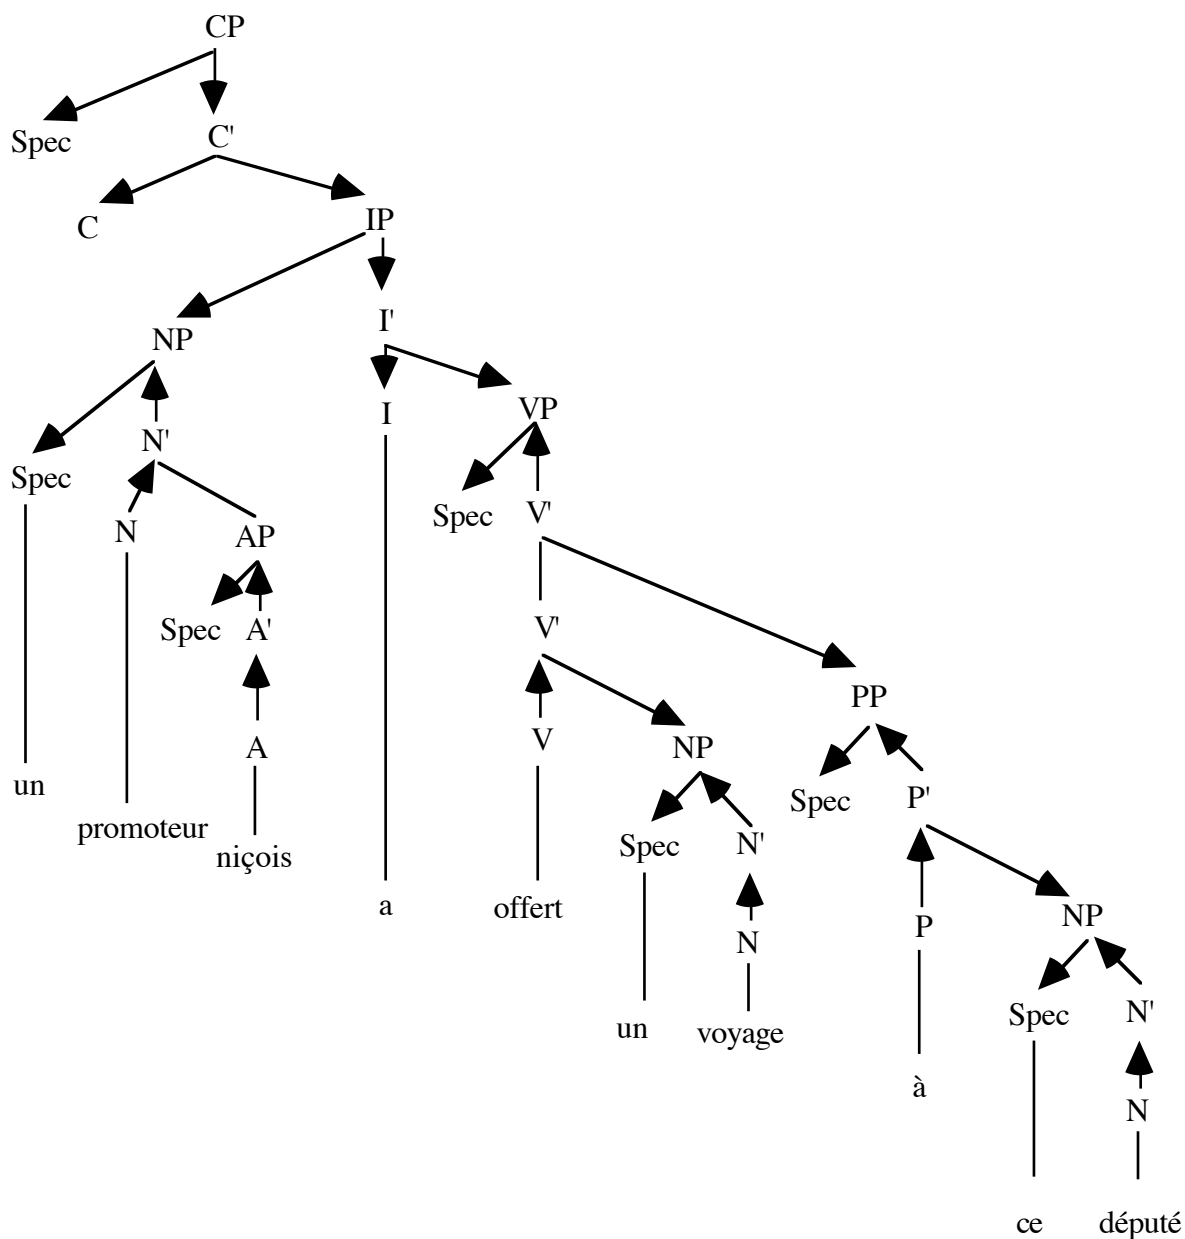 CP
Spec C'
C IP
NP I'
Spec N' I VP
N AP Spec V'
Spec A' V'
A V NP PP
un promoteur niçois Spec N' Spec P'
a offert N P NP
un voyage Spec N'
à N
ce député